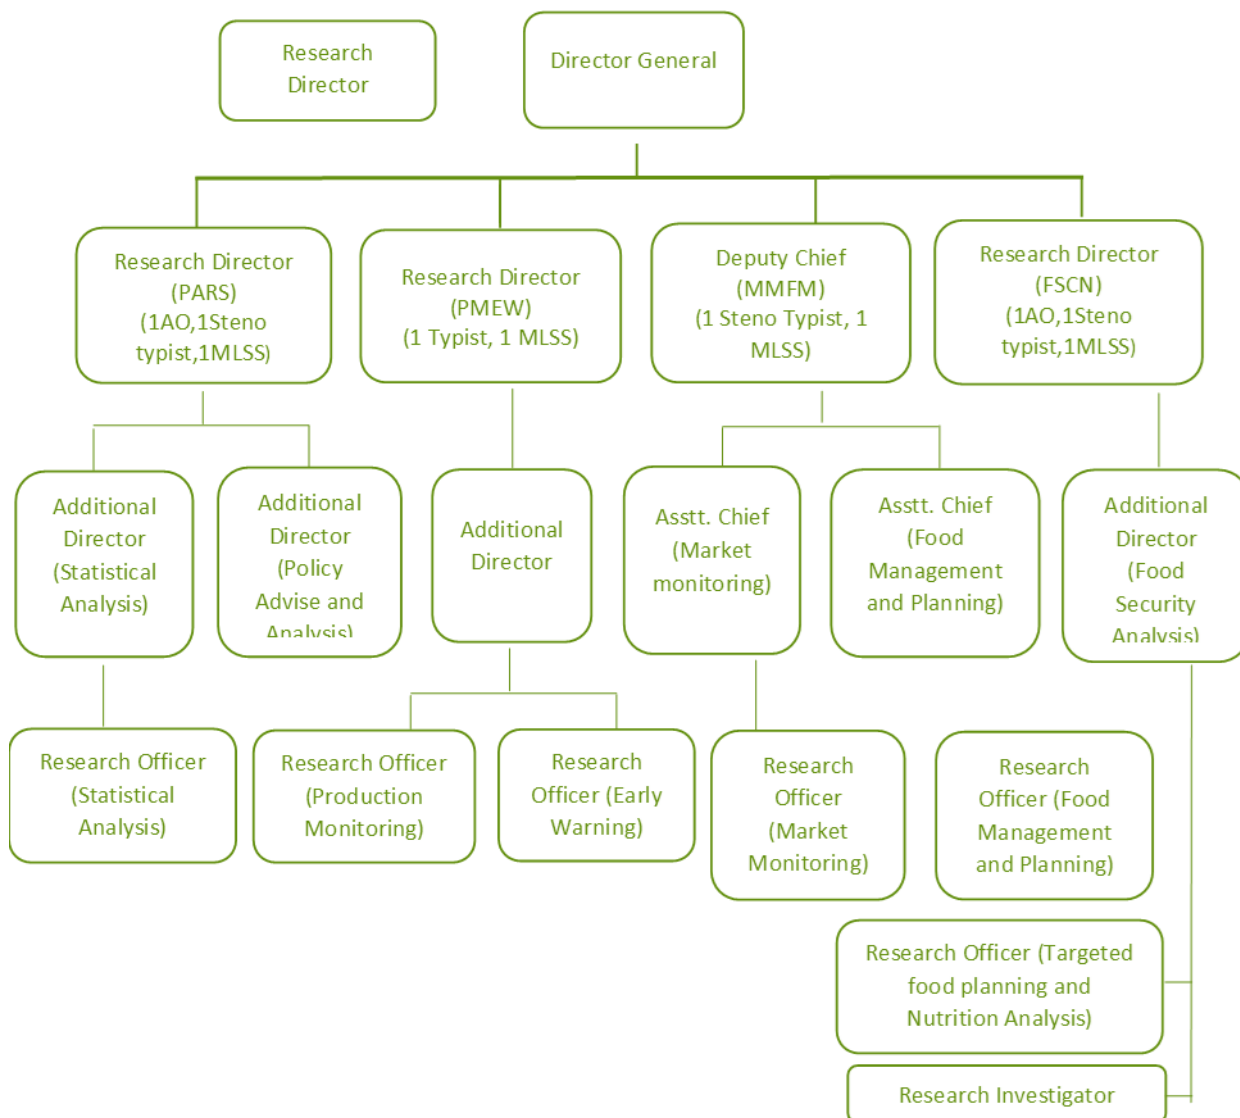 Research
Director
Director General
Research Director
(PARS)
(1AO,1Steno
typist,1MLSS)
Research Director
(PMEW)
(1 Typist, 1 MLSS)
Deputy Chief
(MMFM)
(1 Steno Typist, 1
MLSS)
Research Director
(FSCN)
(1AO,1Steno
typist,1MLSS)
Additional
Director
(Statistical
Analysis)
Additional
Director
(Policy
Advise and
Analysis)
Additional
Director
Asstt. Chief
(Market
monitoring)
Asstt. Chief
(Food
Management
and Planning)
Additional
Director
(Food
Security
Analysis)
Research Officer
(Statistical
Analysis)
Research Officer
(Production
Monitoring)
Research
Officer (Early
Warning)
Research
Officer
(Market
Monitoring)
Research
Officer (Food
Management
and Planning)
Research Officer (Targeted
food planning and
Nutrition Analysis)
Research Investigator